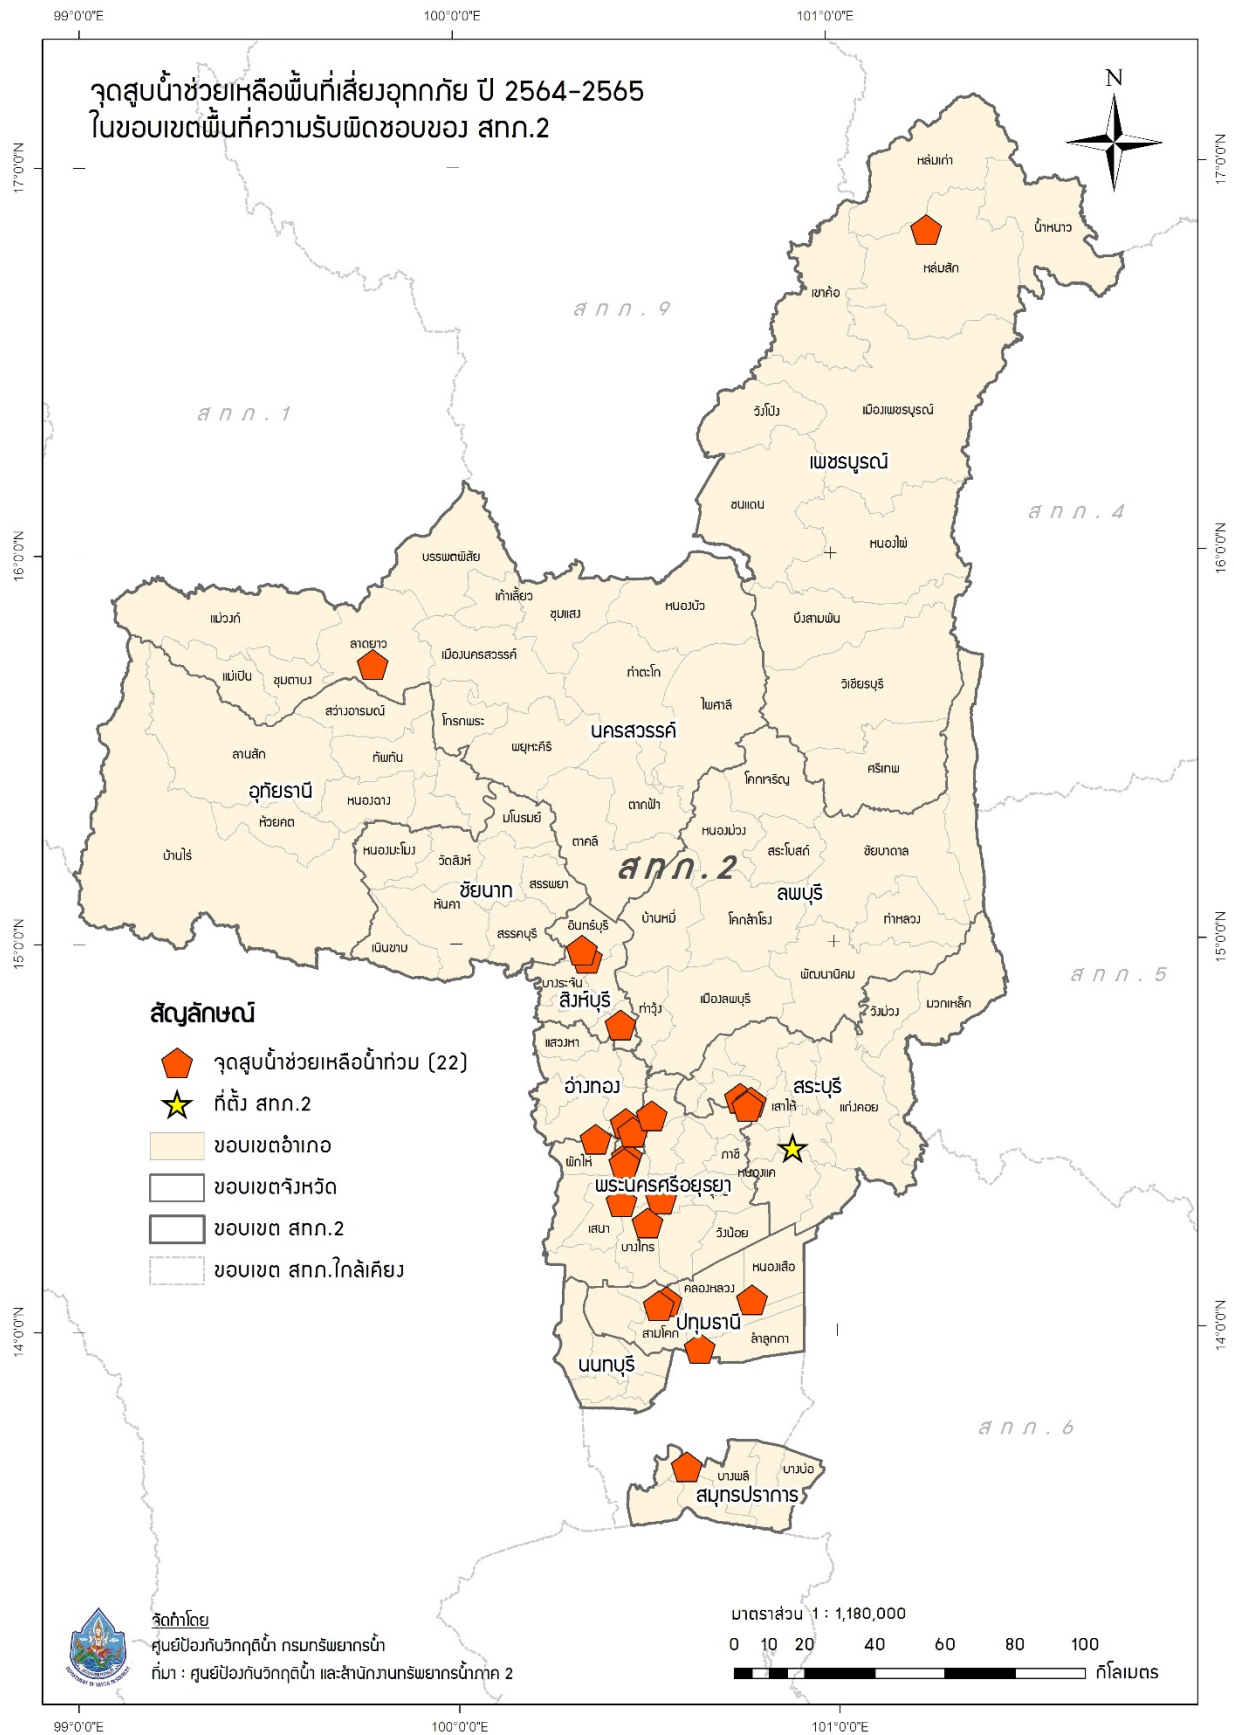 99°0'0"E 100°0'0"E 101°0'0"E
จุดสูบน้ำช่วยเหลือพื้นที่เสี่ยงอุทกภัย ปี 2564-2565
ในขอบเขตพื้นที่ความรับผิดชอบของ สทภ.2
N
17°0'0"N 17°0'0"N
หล่มเก่า
น้ำหนาว
หล่มสัก
เขาค้อ
สทภ.9
สทภ.1
วังโป่ง
เมืองเพชรบูรณ์
เพชรบูรณ์
ชนแดน
สทภ.4
หนองไผ่
16°0'0"N 16°0'0"N
บรรพตพิสัย
เก้าเลี้ยว
ชุมแสง
หนองบัว
แม่วงก์
บึงสามพัน
ลาดยาว
เมืองนครสวรรค์
ท่าตะโก
แม่เปิน
ชุมตาบง
วิเชียรบุรี
ไพศาลี
สว่างอารมณ์
โกรกพระ
นครสวรรค์
พยุหะคีรี
ลานสัก
ทัพทัน
ศรีเทพ
โคกเจริญ
อุทัยธานี
หนองฉาง
ตากฟ้า
ห้วยคต
มโนรมย์
หนองม่วง
ตาคลี
บ้านไร่
หนองมะโมง
วัดสิงห์
สระโบสถ์
ชัยบาดาล
สทภ.2
ชัยนาท
สรรพยา
ลพบุรี
หันคา
บ้านหมี่
โคกสำโรง
ท่าหลวง
อินทร์บุรี
สรรคบุรี
เนินขาม
15°0'0"N 15°0'0"N
สทภ.5
พัฒนานิคม
บางระจัน
สิงห์บุรี
เมืองลพบุรี
ท่าวุ้ง
วังม่วง
มวกเหล็ก
สัญลักษณ์
แสวงหา
จุดสูบน้ำช่วยเหลือน้ำท่วม (22)
อ่างทอง
สระบุรี
เสาไห้
แก่งคอย
ที่ตั้ง สทภ.2
ขอบเขตอำเภอ
ผักไห่
ภาชี
หนองแค
ขอบเขตจังหวัด
พระนครศรีอยุธยา
ขอบเขต สทภ.2
เสนา
วังน้อย
บางไทร
ขอบเขต สทภ.ใกล้เคียง
หนองเสือ
คลองหลวง
14°0'0"N 14°0'0"N
ปทุมธานี
สามโคก
ลำลูกกา
นนทบุรี
สทภ.6
บางพลี
บางบ่อ
สมุทรปราการ
จัดทำโดย
ศูนย์ป้องกันวิกฤติน้ำ กรมทรัพยากรน้ำ
ที่มา : ศูนย์ป้องกันวิกฤติน้ำ และสำนักงานทรัพยากรน้ำภาค 2
มาตราส่วน 1 : 1,180,000
0 10 20 40 60 80 100
กิโลเมตร
99°0'0"E 100°0'0"E 101°0'0"E